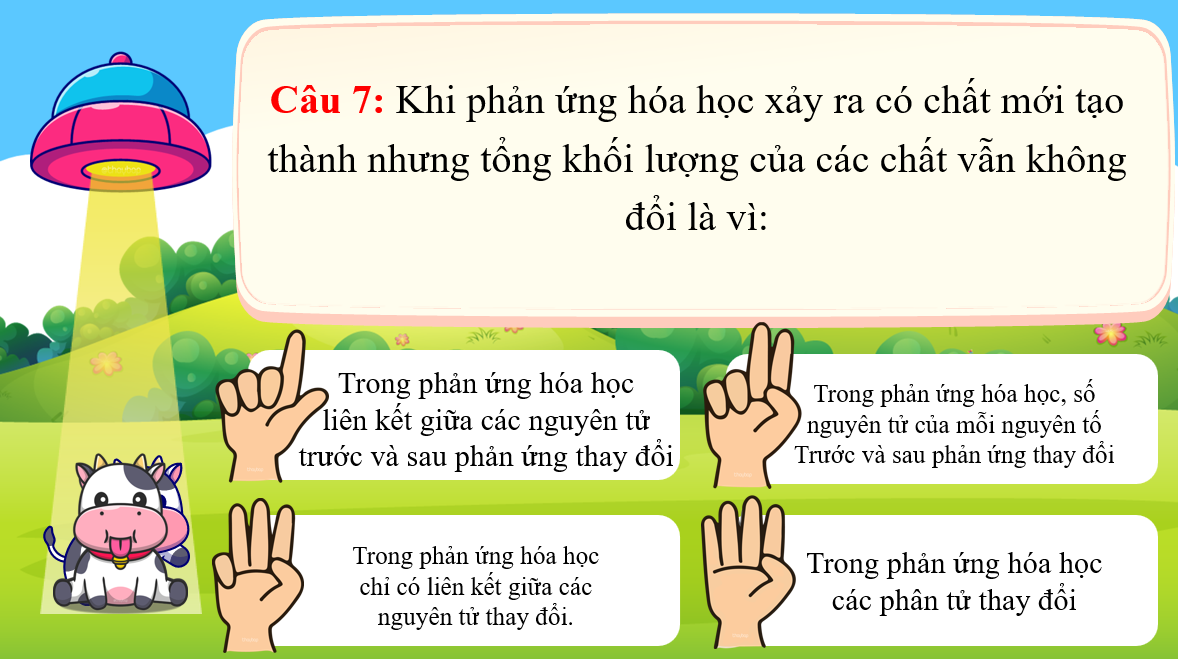 Câu 7: Khi phản ứng hóa học xảy ra có chất mới tạo
thành nhưng tổng khối lượng của các chất vẫn không
đổi là vì:
Trong phản ứng hóa học
liên kết giữa các nguyên tử
trước và sau phản ứng thay đổi
Trong phản ứng hóa học, số
nguyên tử của mỗi nguyên tố
Trước và sau phản ứng thay đổi
Trong phản ứng hóa học
chỉ có liên kết giữa các
nguyên tử thay đổi.
Trong phản ứng hóa học
các phân tử thay đổi